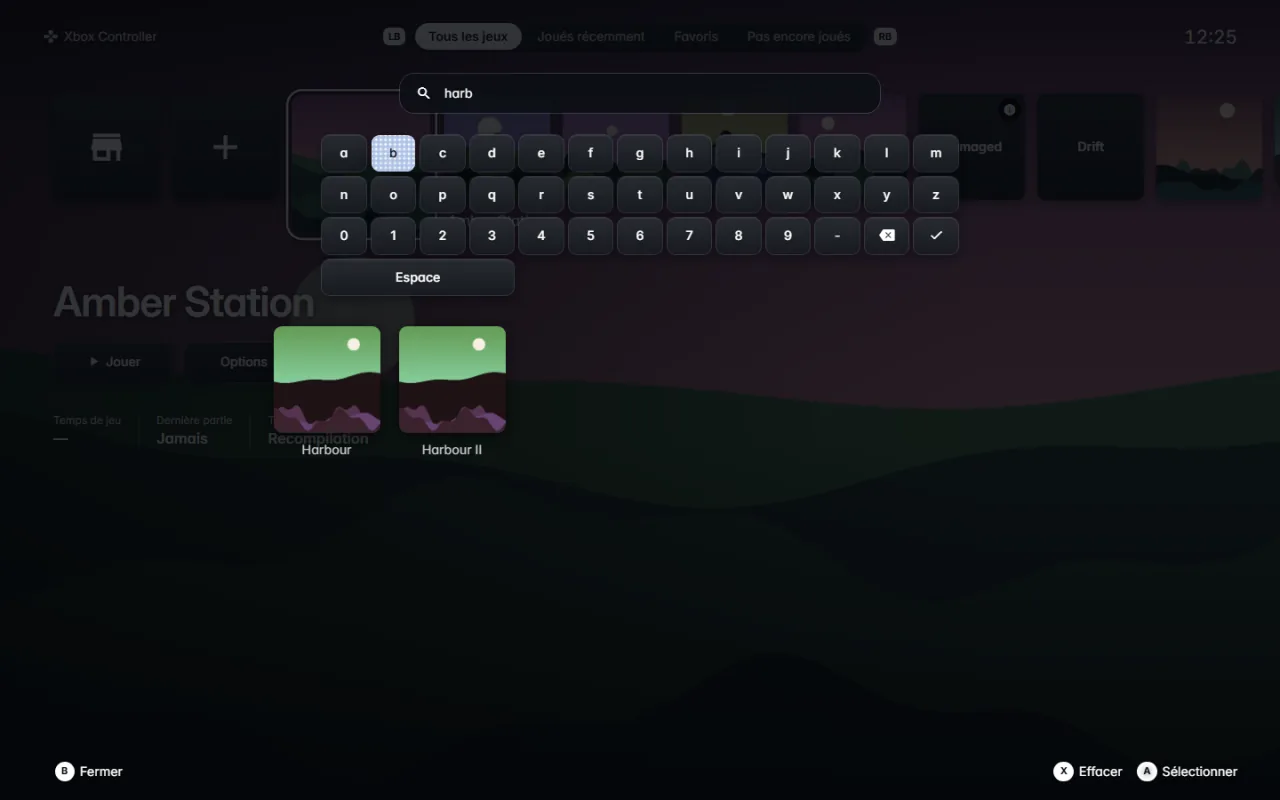 Xbox Controller
LB Tous les jeux Joués récemment Favoris Pas encore joués RB
12:25
harb
a b c d e f g h i j k l m
maged
Drift
n o p q r s t u v w x y z
0 1 2 3 4 5 6 7 8 9 -
Espace
Amber Station
Jouer
Options
Temps de jeu
—
Dernière partie
Jamais
Recompilation
Harbour
Harbour II
B Fermer
X Effacer
A Sélectionner